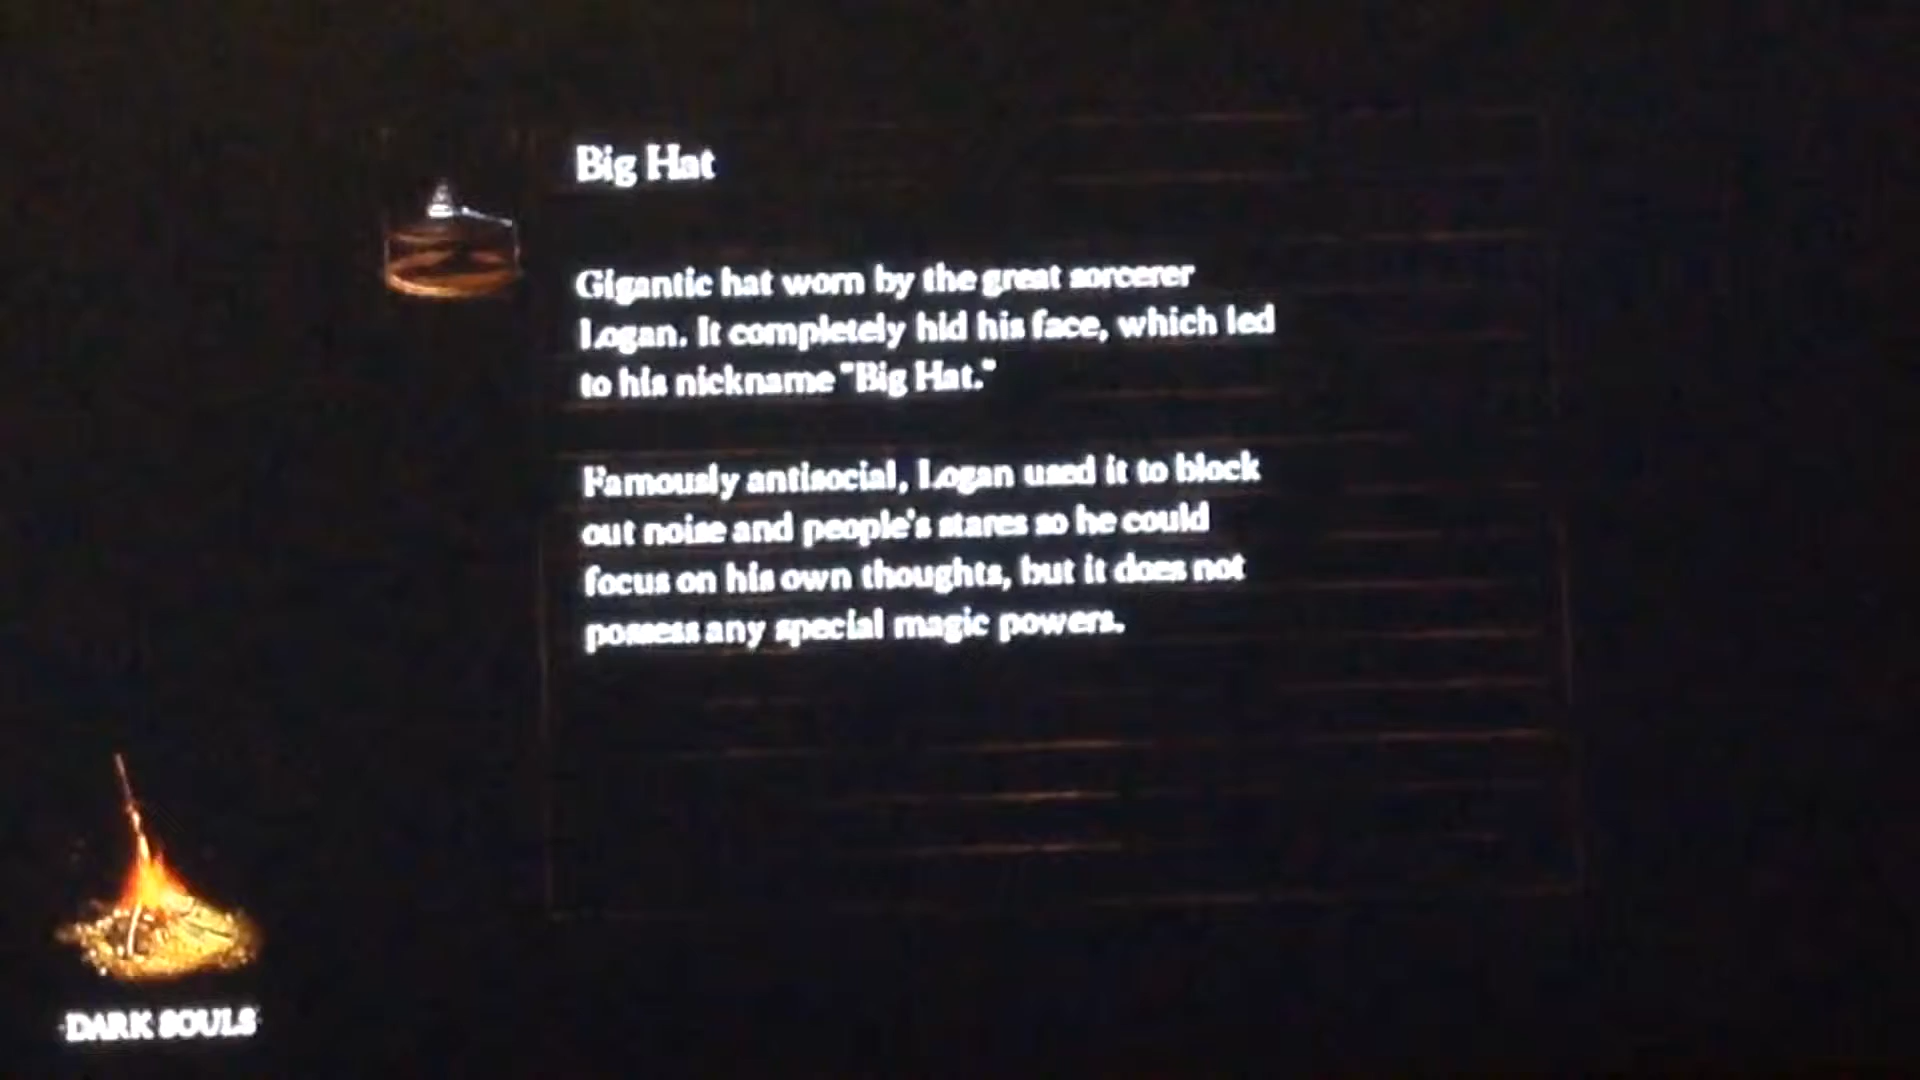 Big Hat
Gigantic hat worn by the great sorcerer
Logan. It completely hid his face, which led
to his nickname "Big Hat."
Famously antisocial, Logan used it to block
out noise and people's stares so he could
focus on his own thoughts, but it does not
possess any special magic powers.
DARK SOULS